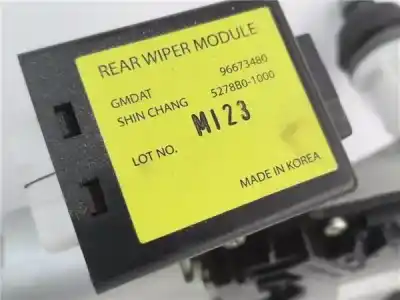 REAR WIPER MODULE
GMDAT 96673480
SHIN CHANG 5278B0-1000
LOT NO. M123
MADE IN KOREA